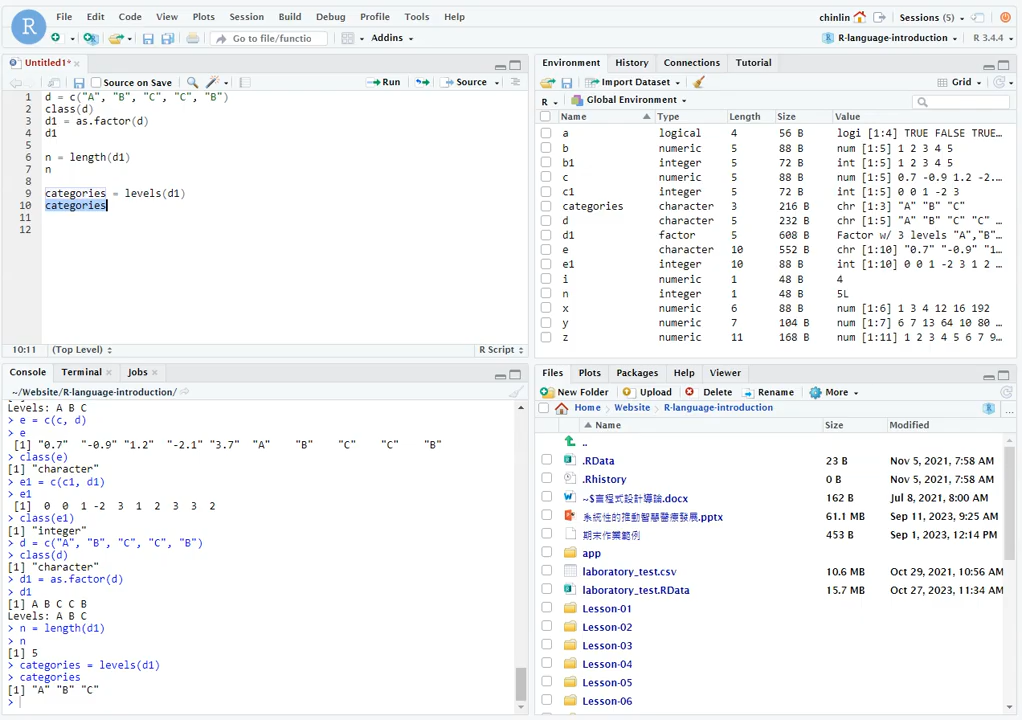 File Edit Code View Plots Session Build Debug Profile Tools Help
chinlin Sessions (5)
R
Go to file/functio Addins
R-language-introduction R 3.4.4
Untitled1*
Source on Save Run Source
1 d = c("A", "B", "C", "C", "B")
2 class(d)
3 d1 = as.factor(d)
4 d1
5
6 n = length(d1)
7 n
8
9 categories = levels(d1)
10 categories
11
12
10:11 (Top Level) R Script
Console Terminal Jobs
~/Website/R-language-introduction/
Levels: A B C
> e = c(c, d)
> e
[1] "0.7" "-0.9" "1.2" "-2.1" "3.7" "A" "B" "C" "C" "B"
> class(e)
[1] "character"
> e1 = c(c1, d1)
> e1
[1] 0 0 1 -2 3 1 2 3 3 2
> class(e1)
[1] "integer"
> d = c("A", "B", "C", "C", "B")
> class(d)
[1] "character"
> d1 = as.factor(d)
> d1
[1] A B C C B
Levels: A B C
> n = length(d1)
> n
[1] 5
> categories = levels(d1)
> categories
[1] "A" "B" "C"
>
Environment History Connections Tutorial
Import Dataset Grid
R Global Environment
Name Type Length Size Value
a logical 4 56 B logi [1:4] TRUE FALSE TRUE…
b numeric 5 88 B num [1:5] 1 2 3 4 5
b1 integer 5 72 B int [1:5] 1 2 3 4 5
c numeric 5 88 B num [1:5] 0.7 -0.9 1.2 -2.…
c1 integer 5 72 B int [1:5] 0 0 1 -2 3
categories character 3 216 B chr [1:3] "A" "B" "C"
d character 5 232 B chr [1:5] "A" "B" "C" "C" …
d1 factor 5 608 B Factor w/ 3 levels "A","B"…
e character 10 552 B chr [1:10] "0.7" "-0.9" "1…
e1 integer 10 88 B int [1:10] 0 0 1 -2 3 1 2 …
i numeric 1 48 B 4
n integer 1 48 B 5L
x numeric 6 88 B num [1:6] 1 3 4 12 16 192
y numeric 7 104 B num [1:7] 6 7 13 64 10 80 …
z numeric 11 168 B num [1:11] 1 2 3 4 5 6 7 9…
Files Plots Packages Help Viewer
New Folder Upload Delete Rename More
Home Website R-language-introduction ...
Name Size Modified
..
.RData 23 B Nov 5, 2021, 7:58 AM
.Rhistory 0 B Nov 5, 2021, 7:58 AM
~$言程式設計導論.docx 162 B Jul 8, 2021, 8:00 AM
系統性的推動智慧醫療發展.pptx 61.1 MB Sep 11, 2023, 9:25 AM
期末作業範例 453 B Sep 1, 2023, 12:14 PM
app
laboratory_test.csv 10.6 MB Oct 29, 2021, 10:56 AM
laboratory_test.RData 15.7 MB Oct 27, 2023, 11:34 AM
Lesson-01
Lesson-02
Lesson-03
Lesson-04
Lesson-05
Lesson-06